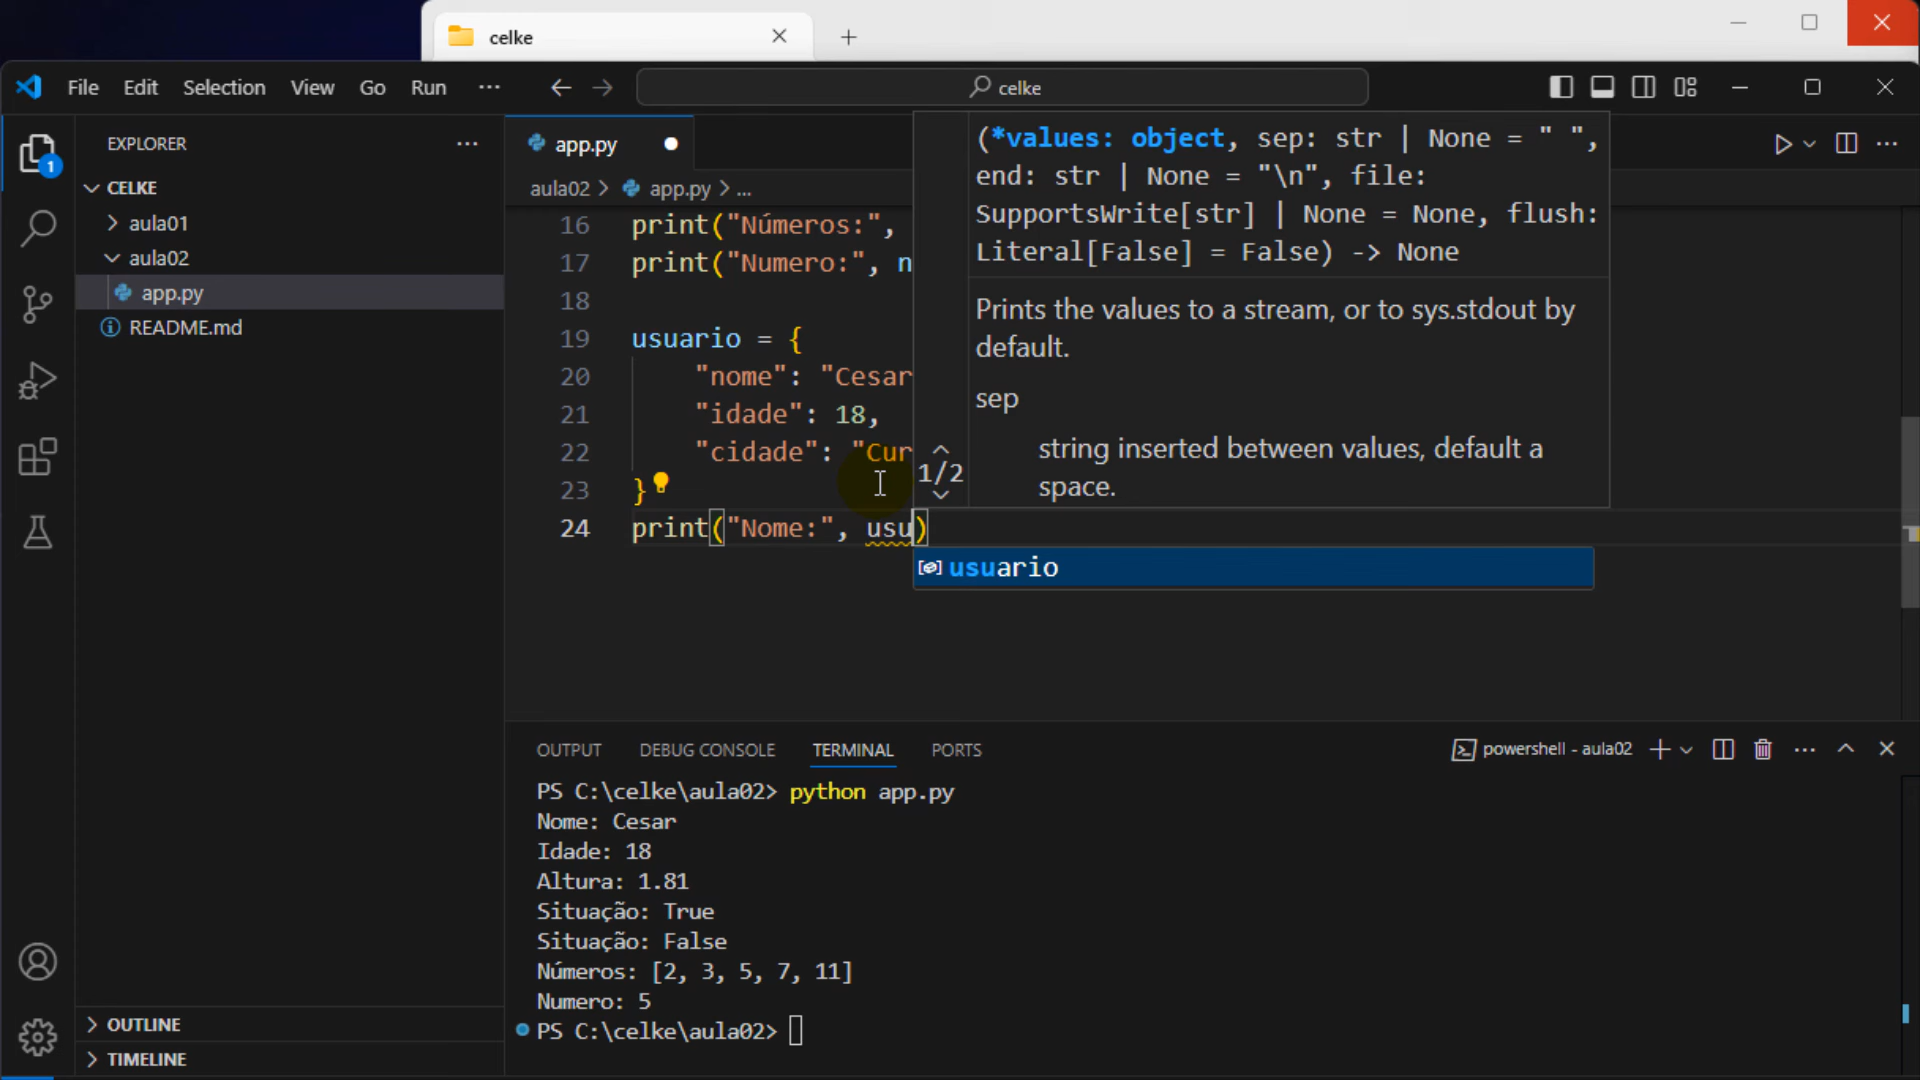 celke
File Edit Selection View Go Run ...
celke
EXPLORER
CELKE
aula01
aula02
app.py
README.md
OUTLINE
TIMELINE
1
app.py
aula02 > app.py > ...
16 print("Números:",
17 print("Numero:", n
18
19 usuario = {
20 "nome": "Cesar
21 "idade": 18,
22 "cidade": "Cur
23 }
24 print("Nome:", usu)
(*values: object, sep: str | None = " ",
end: str | None = "\n", file:
SupportsWrite[str] | None = None, flush:
Literal[False] = False) -> None
Prints the values to a stream, or to sys.stdout by
default.
sep
string inserted between values, default a
space.
1/2
usuario
OUTPUT DEBUG CONSOLE TERMINAL PORTS
powershell - aula02
PS C:\celke\aula02> python app.py
Nome: Cesar
Idade: 18
Altura: 1.81
Situação: True
Situação: False
Números: [2, 3, 5, 7, 11]
Numero: 5
PS C:\celke\aula02>